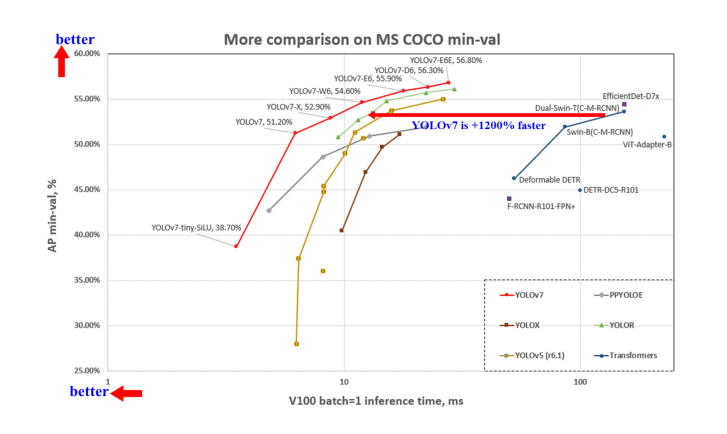 better
More comparison on MS COCO min-val
60.00%
55.00%
50.00%
45.00%
40.00%
35.00%
30.00%
25.00%
AP min-val, %
YOLOv7-E6E, 56.80%
YOLOv7-D6, 56.30%
YOLOv7-E6, 55.90%
YOLOv7-W6, 54.60%
YOLOv7-X, 52.90%
YOLOv7, 51.20%
YOLOv7-tiny-SiLU, 38.70%
EfficientDet-D7x
Dual-Swin-T(C-M-RCNN)
YOLOv7 is +1200% faster
Swin-B(C-M-RCNN)
ViT-Adapter-B
Deformable DETR
DETR-DC5-R101
F-RCNN-R101-FPN+
YOLOv7
PPYOLOE
YOLOX
YOLOR
YOLOv5 (r6.1)
Transformers
1
10
100
better
V100 batch=1 inference time, ms